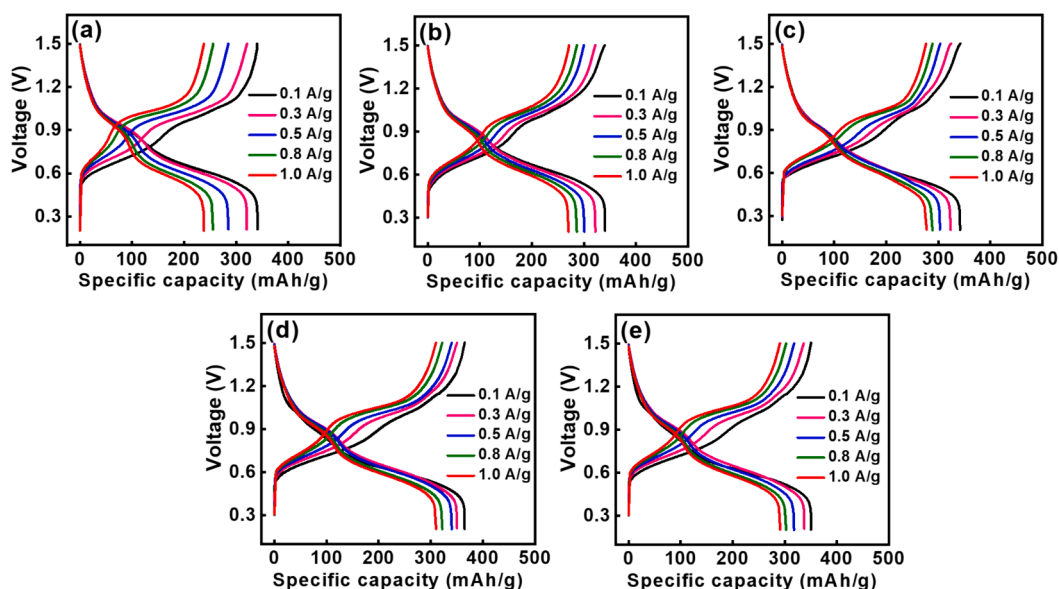 (a)
Voltage (V)
1.5
1.2
0.9
0.6
0.3
0.1 A/g
0.3 A/g
0.5 A/g
0.8 A/g
1.0 A/g
0 100 200 300 400 500
Specific capacity (mAh/g)
(b)
Voltage (V)
1.5
1.2
0.9
0.6
0.3
0.1 A/g
0.3 A/g
0.5 A/g
0.8 A/g
1.0 A/g
0 100 200 300 400 500
Specific capacity (mAh/g)
(c)
Voltage (V)
1.5
1.2
0.9
0.6
0.3
0.1 A/g
0.3 A/g
0.5 A/g
0.8 A/g
1.0 A/g
0 100 200 300 400 500
Specific capacity (mAh/g)
(d)
Voltage (V)
1.5
1.2
0.9
0.6
0.3
0.1 A/g
0.3 A/g
0.5 A/g
0.8 A/g
1.0 A/g
0 100 200 300 400 500
Specific capacity (mAh/g)
(e)
Voltage (V)
1.5
1.2
0.9
0.6
0.3
0.1 A/g
0.3 A/g
0.5 A/g
0.8 A/g
1.0 A/g
0 100 200 300 400 500
Specific capacity (mAh/g)